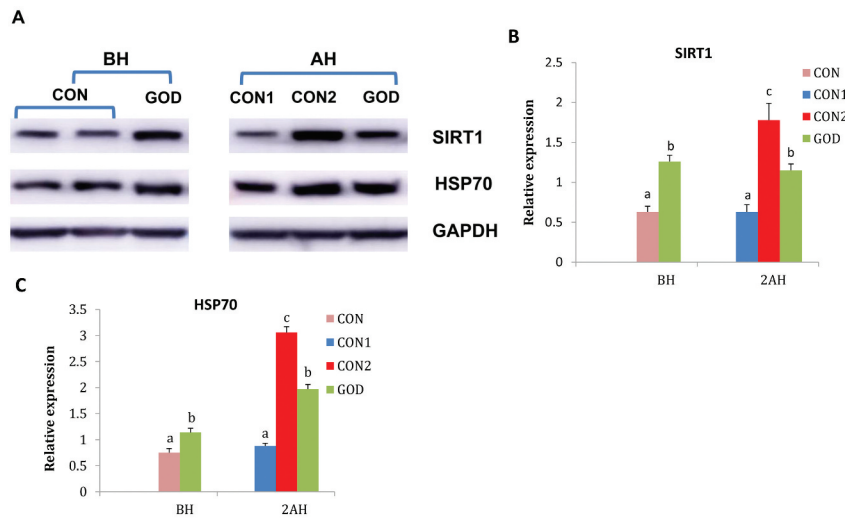 A
BH
AH
CON
GOD
CON1 CON2 GOD
SIRT1
HSP70
GAPDH
B
SIRT1
Relative expression
2.5
2
1.5
1
0.5
0
a
b
a
c
b
BH
2AH
CON
CON1
CON2
GOD
C
HSP70
Relative expression
3.5
3
2.5
2
1.5
1
0.5
0
a
b
a
c
b
BH
2AH
CON
CON1
CON2
GOD